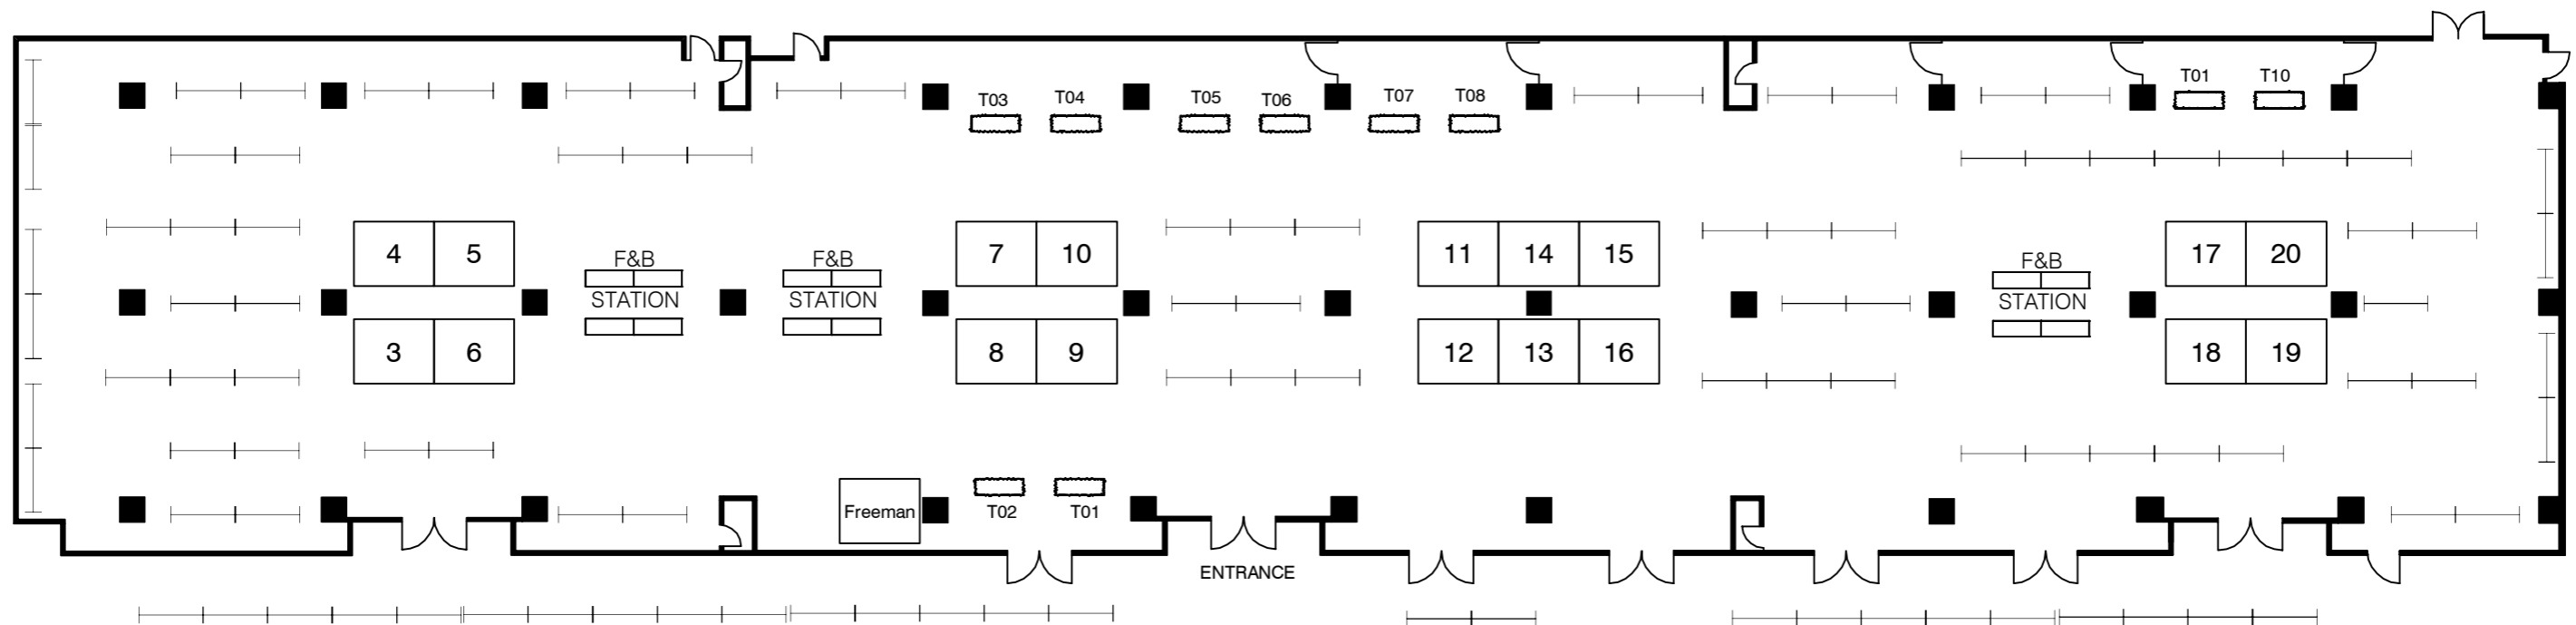 T03
T04
T05
T06
T07
T08
T01
T10
4
5
7
10
11
14
15
17
20
F&B
STATION
F&B
STATION
F&B
STATION
3
6
8
9
12
13
16
18
19
Freeman
T02
T01
ENTRANCE